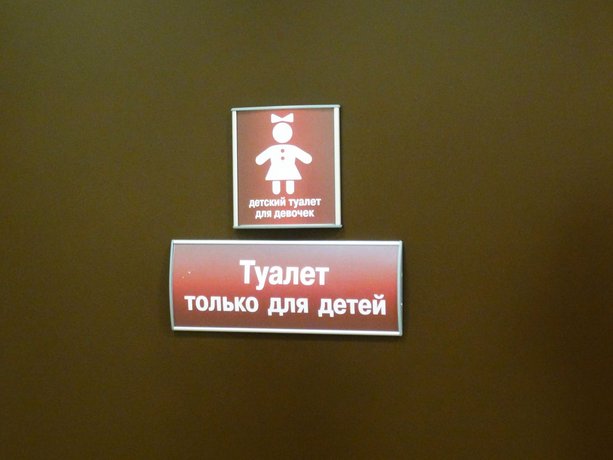 детский туалет
для девочек
Туалет
только для детей